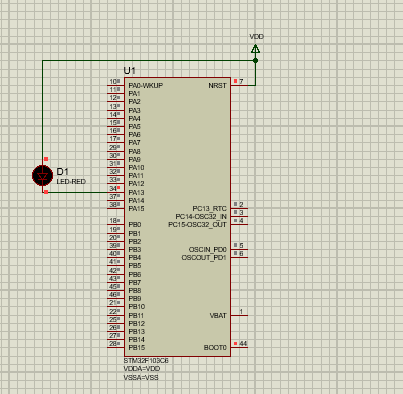 VDD
U1
10 PA0-WKUP NRST 7
11 PA1
12 PA2
13 PA3
14 PA4
15 PA5
16 PA6
17 PA7
29 PA8
30 PA9
31 PA10
32 PA11
33 PA12
34 PA13
37 PA14
38 PA15
D1
LED-RED
18 PB0
19 PB1
20 PB2
39 PB3
40 PB4
41 PB5
42 PB6
43 PB7
45 PB8
46 PB9
21 PB10
22 PB11
25 PB12
26 PB13
27 PB14
28 PB15
PC13_RTC 2
PC14-OSC32_IN 3
PC15-OSC32_OUT 4
OSCIN_PD0 5
OSCOUT_PD1 6
VBAT 1
BOOT0 44
STM32F103C6
VDDA=VDD
VSSA=VSS